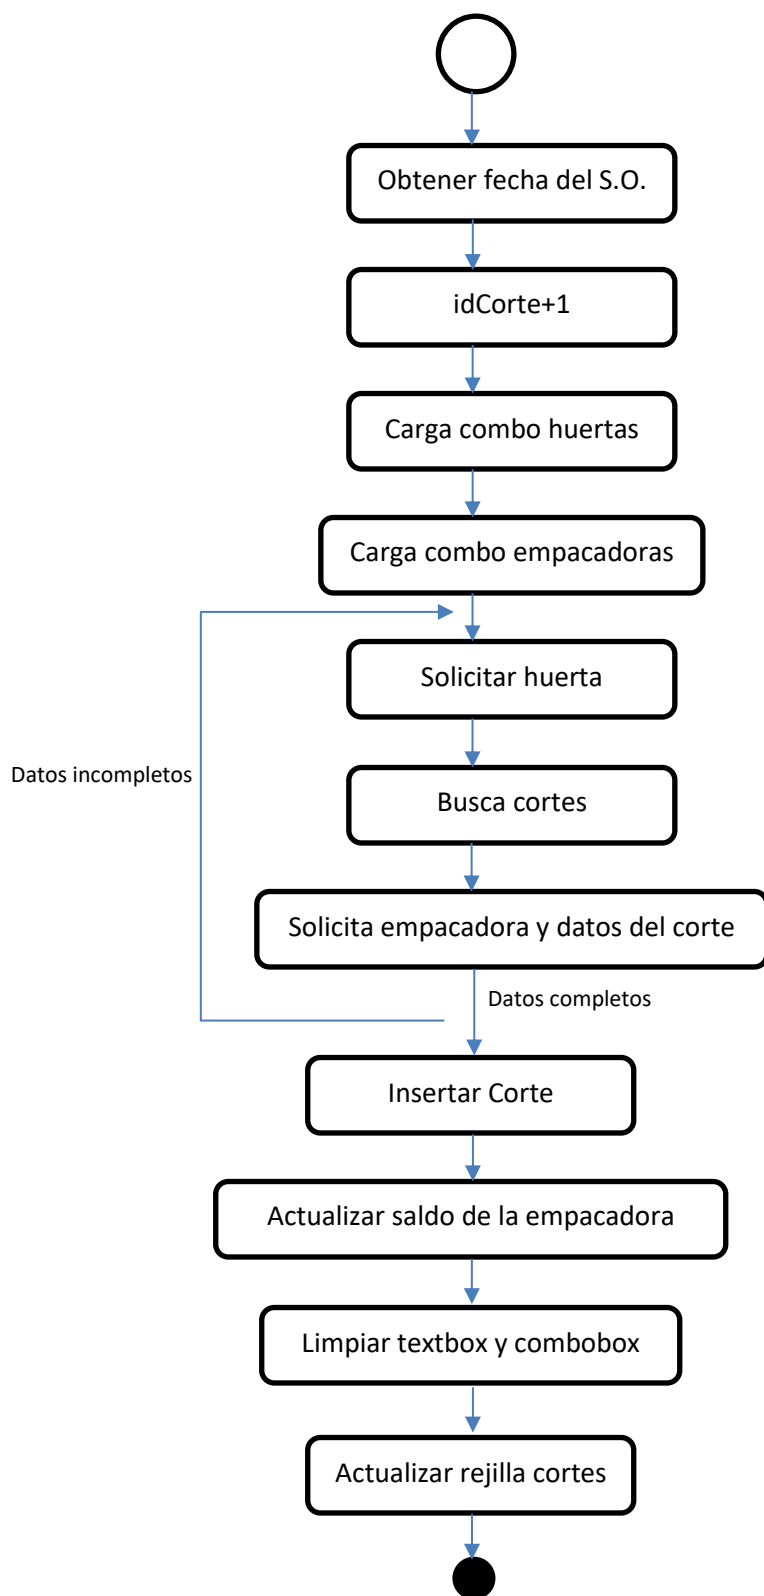 Obtener fecha del S.O.
idCorte+1
Carga combo huertas
Carga combo empacadoras
Solicitar huerta
Datos incompletos
Busca cortes
Solicita empacadora y datos del corte
Datos completos
Insertar Corte
Actualizar saldo de la empacadora
Limpiar textbox y combobox
Actualizar rejilla cortes